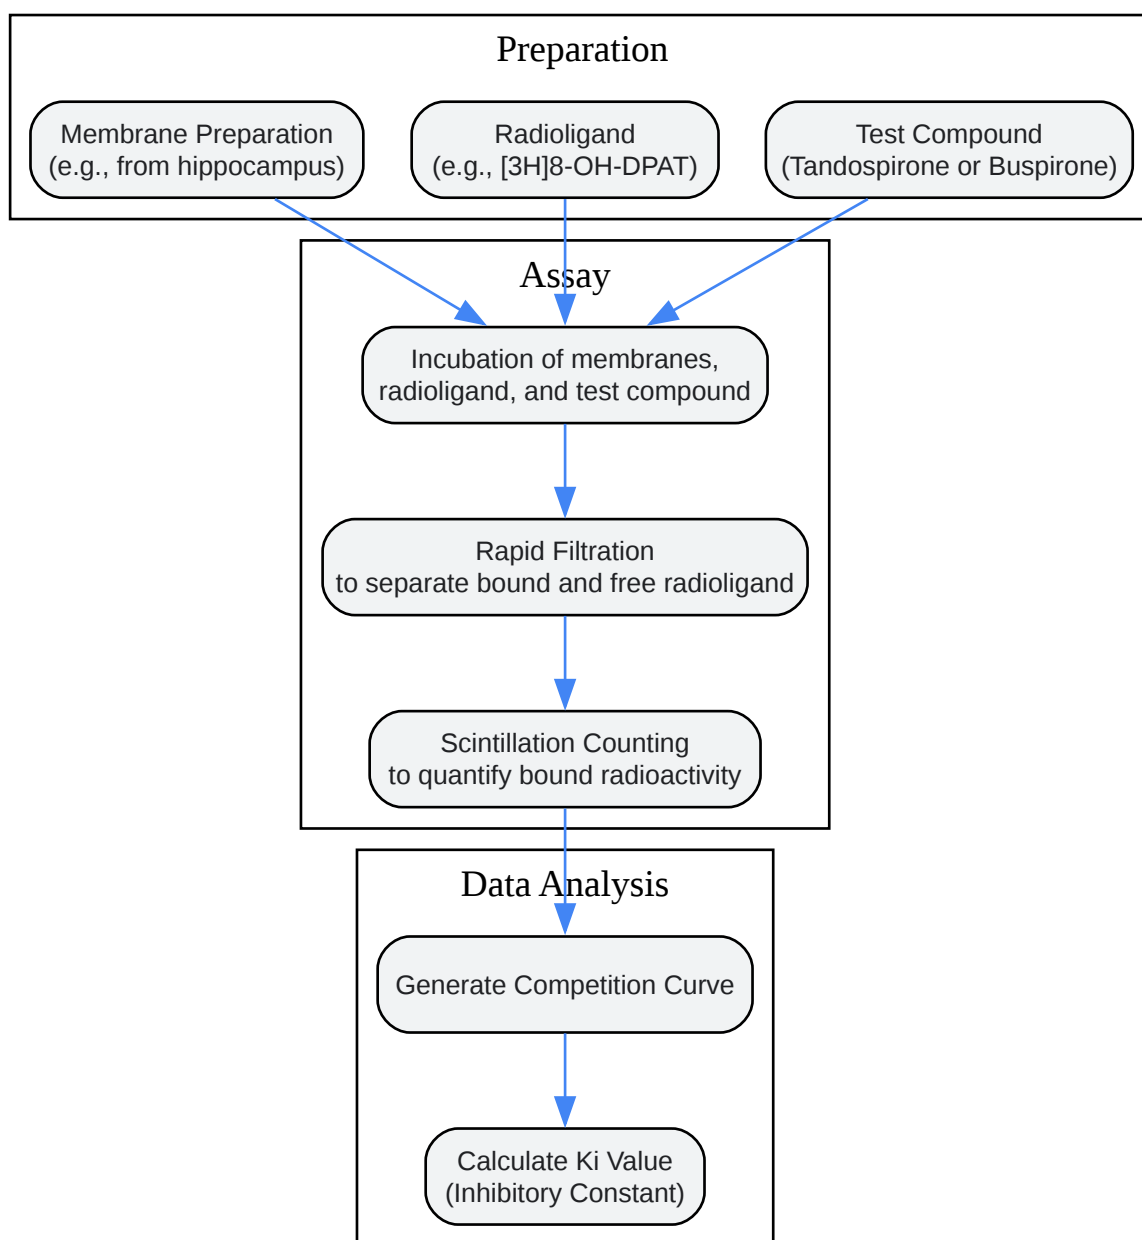 Preparation
Membrane Preparation
(e.g., from hippocampus)
Radioligand
(e.g., [3H]8-OH-DPAT)
Test Compound
(Tandospirone or Buspirone)
Assay
Incubation of membranes,
radioligand, and test compound
Rapid Filtration
to separate bound and free radioligand
Scintillation Counting
to quantify bound radioactivity
Data Analysis
Generate Competition Curve
Calculate Ki Value
(Inhibitory Constant)